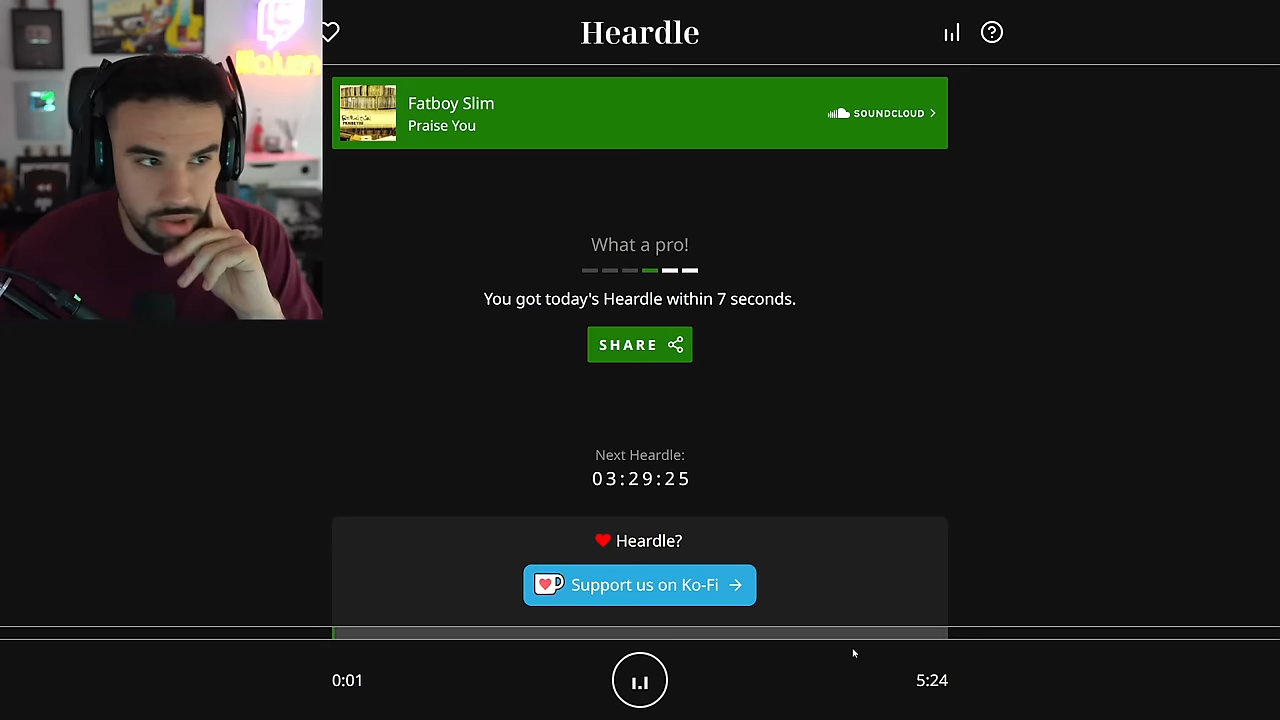 Heardle
Fatboy Slim
Praise You
SOUNDCLOUD
What a pro!
You got today's Heardle within 7 seconds.
SHARE
Next Heardle:
03:29:25
Heardle?
Support us on Ko-Fi
0:01
5:24